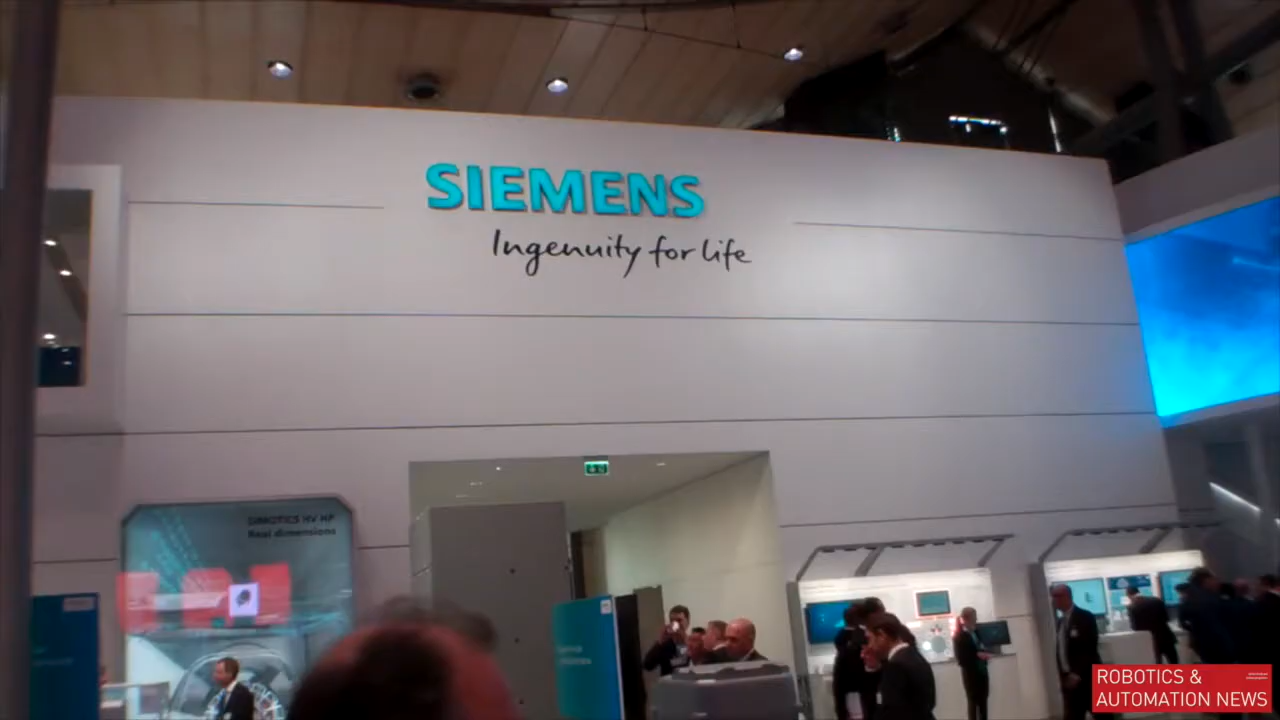 SIEMENS
Ingenuity for life
SIMOTICS HV HP
Real dimensions
ROBOTICS &
AUTOMATION NEWS